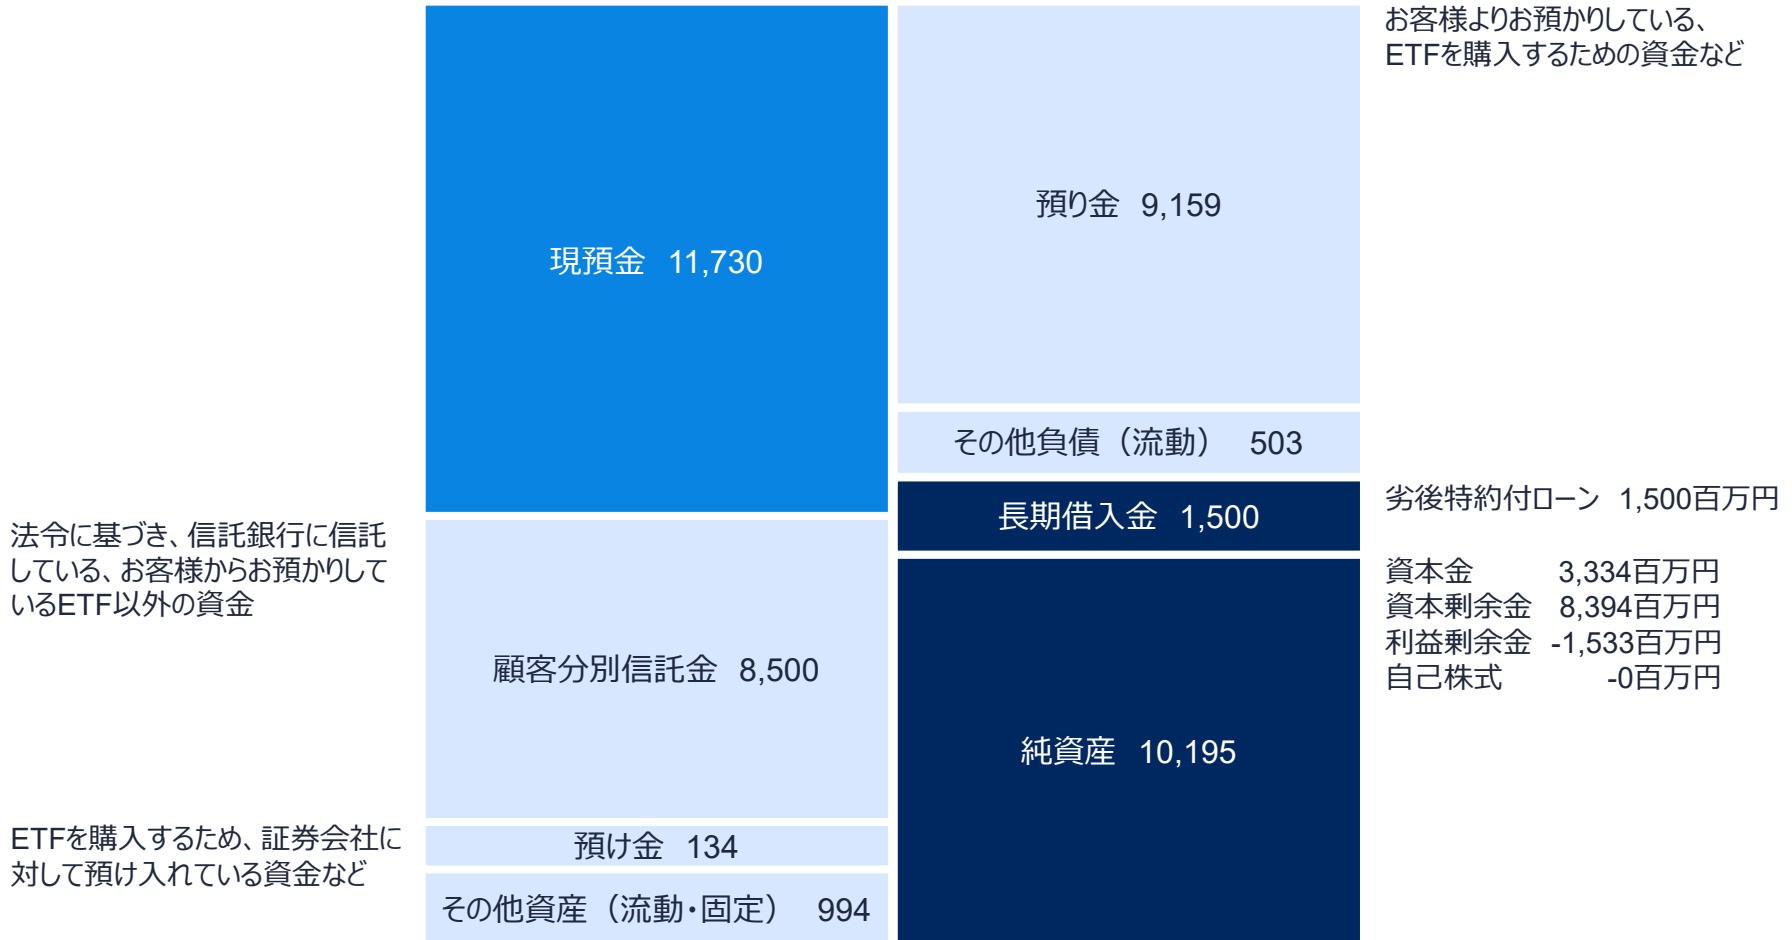 お客様よりお預かりしている、
ETFを購入するための資金など
現預金 11,730
預り金 9,159
その他負債（流動） 503
長期借入金 1,500
劣後特約付ローン 1,500百万円
法令に基づき、信託銀行に信託
している、お客様からお預かりして
いるETF以外の資金
顧客分別信託金 8,500
純資産 10,195
資本金 3,334百万円
資本剰余金 8,394百万円
利益剰余金 -1,533百万円
自己株式 -0百万円
ETFを購入するため、証券会社に
対して預け入れている資金など
預け金 134
その他資産（流動・固定） 994